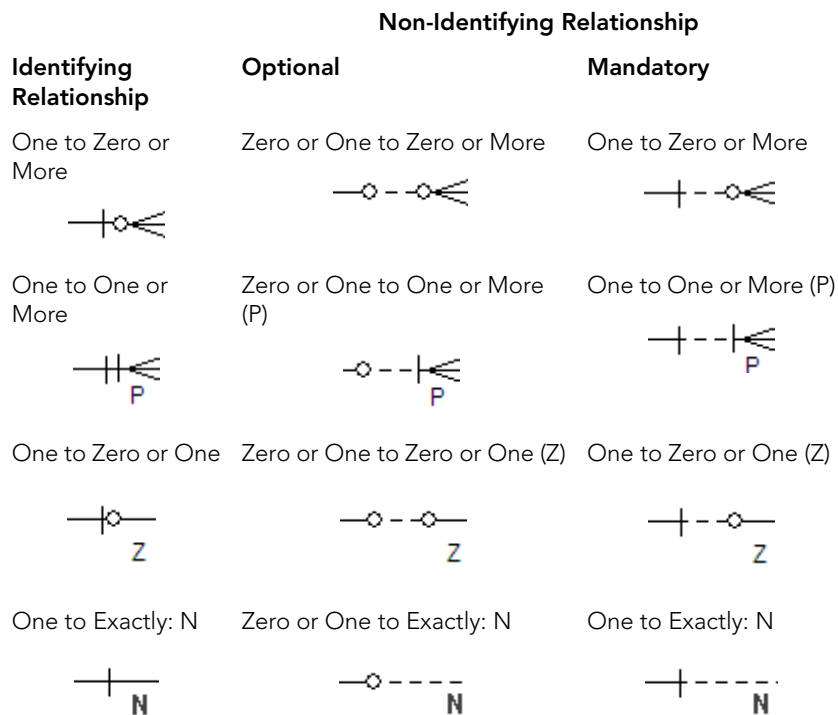 Non-Identifying Relationship
Identifying Relationship
Optional
Mandatory
One to Zero or More
Zero or One to Zero or More
One to Zero or More
One to One or More
P
Zero or One to One or More (P)
P
One to One or More (P)
P
One to Zero or One
Z
Zero or One to Zero or One (Z)
Z
One to Zero or One (Z)
Z
One to Exactly: N
N
Zero or One to Exactly: N
N
One to Exactly: N
N